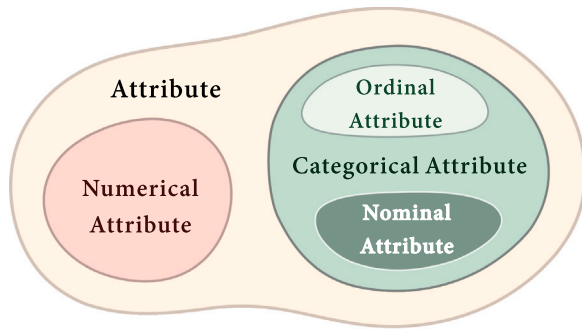 Attribute
Numerical
Attribute
Ordinal
Attribute
Categorical Attribute
Nominal
Attribute